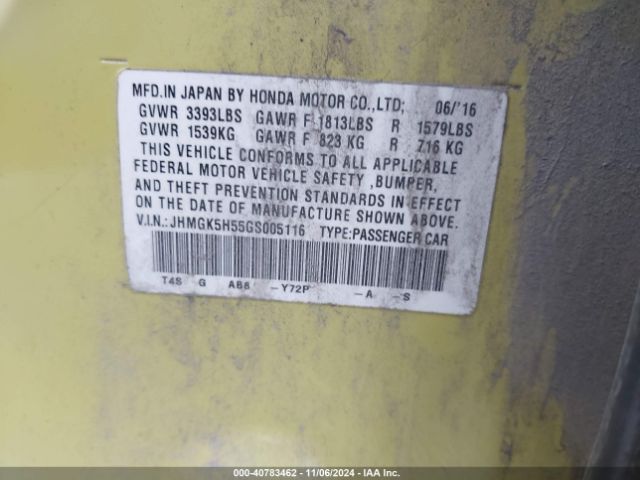 MFD.IN JAPAN BY HONDA MOTOR CO.,LTD; 06/'16
GVWR 3393LBS GAWR F 1813LBS R 1579LBS
GVWR 1539KG GAWR F 823 KG R 716 KG
THIS VEHICLE CONFORMS TO ALL APPLICABLE
FEDERAL MOTOR VEHICLE SAFETY ,BUMPER,
AND THEFT PREVENTION STANDARDS IN EFFECT
ON THE DATE OF MANUFACTURE SHOWN ABOVE.
V.I.N.: JHMGK5H55GS005116 TYPE:PASSENGER CAR
T4S G AB8 -Y72P -A -S
000-40783462 - 11/06/2024 - IAA Inc.